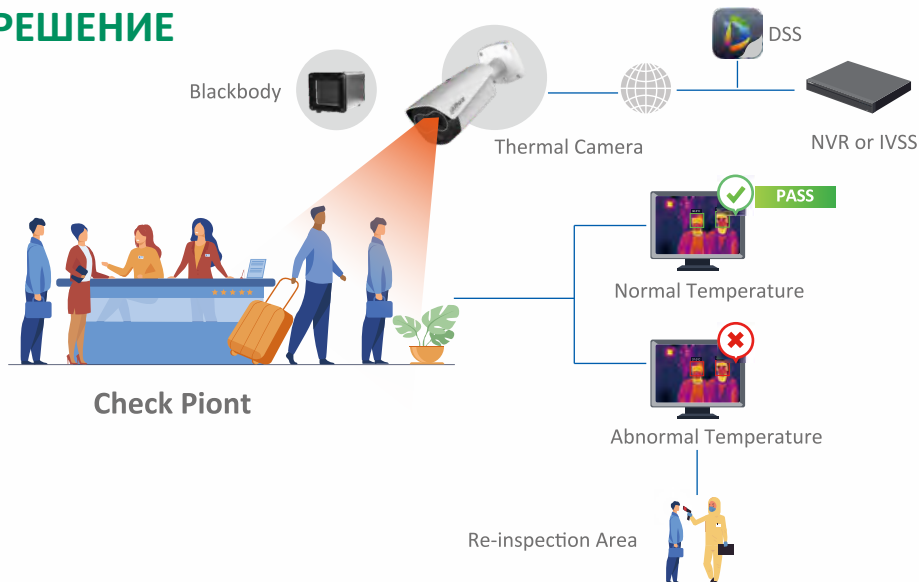 РЕШЕНИЕ
DSS
Blackbody
Thermal Camera
NVR or IVSS
PASS
Normal Temperature
Check Piont
Abnormal Temperature
Re-inspection Area